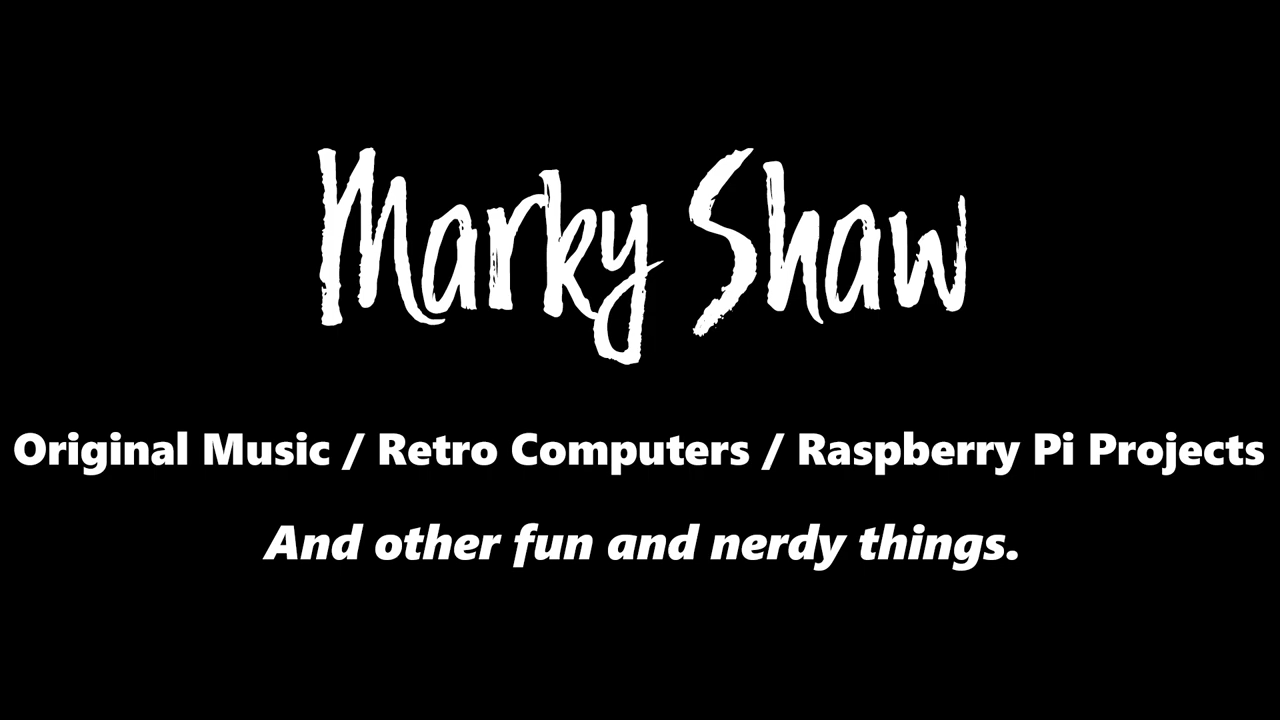 Marky Shaw
Original Music / Retro Computers / Raspberry Pi Projects
And other fun and nerdy things.